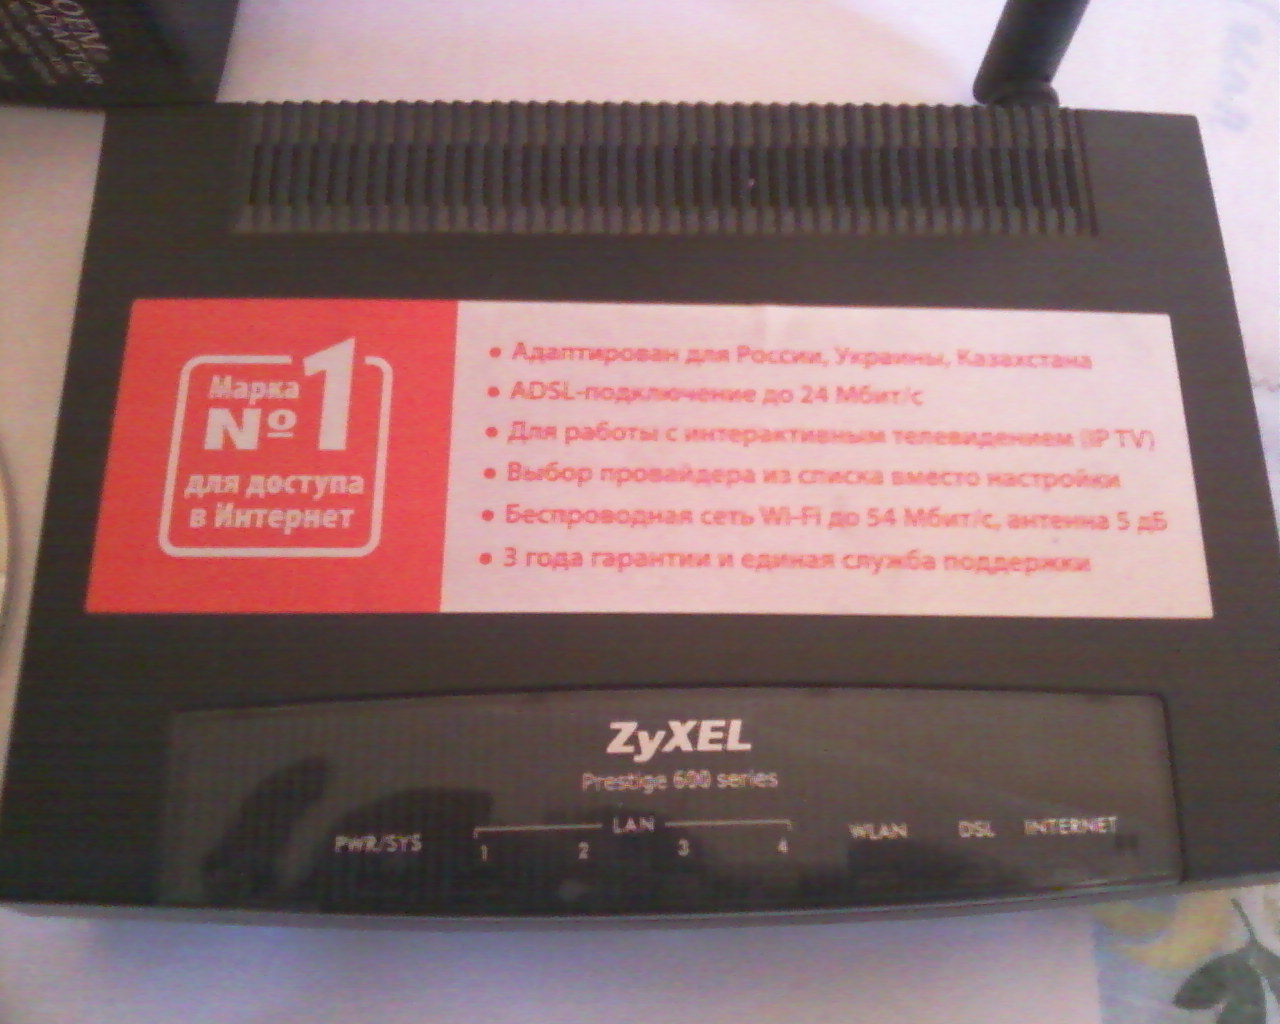 ADAPTOR
Марка
№1
для доступа
в Интернет
• Адаптирован для России, Украины, Казахстана
• ADSL-подключение до 24 Мбит/с
• Для работы с интерактивным телевидением (IP TV)
• Выбор провайдера из списка вместо настройки
• Беспроводная сеть Wi-Fi до 54 Мбит/с, антенна 5 дБ
• 3 года гарантии и единая служба поддержки
ZyXEL
Prestige 600 series
PWR/SYS LAN WLAN DSL INTERNET
1 2 3 4